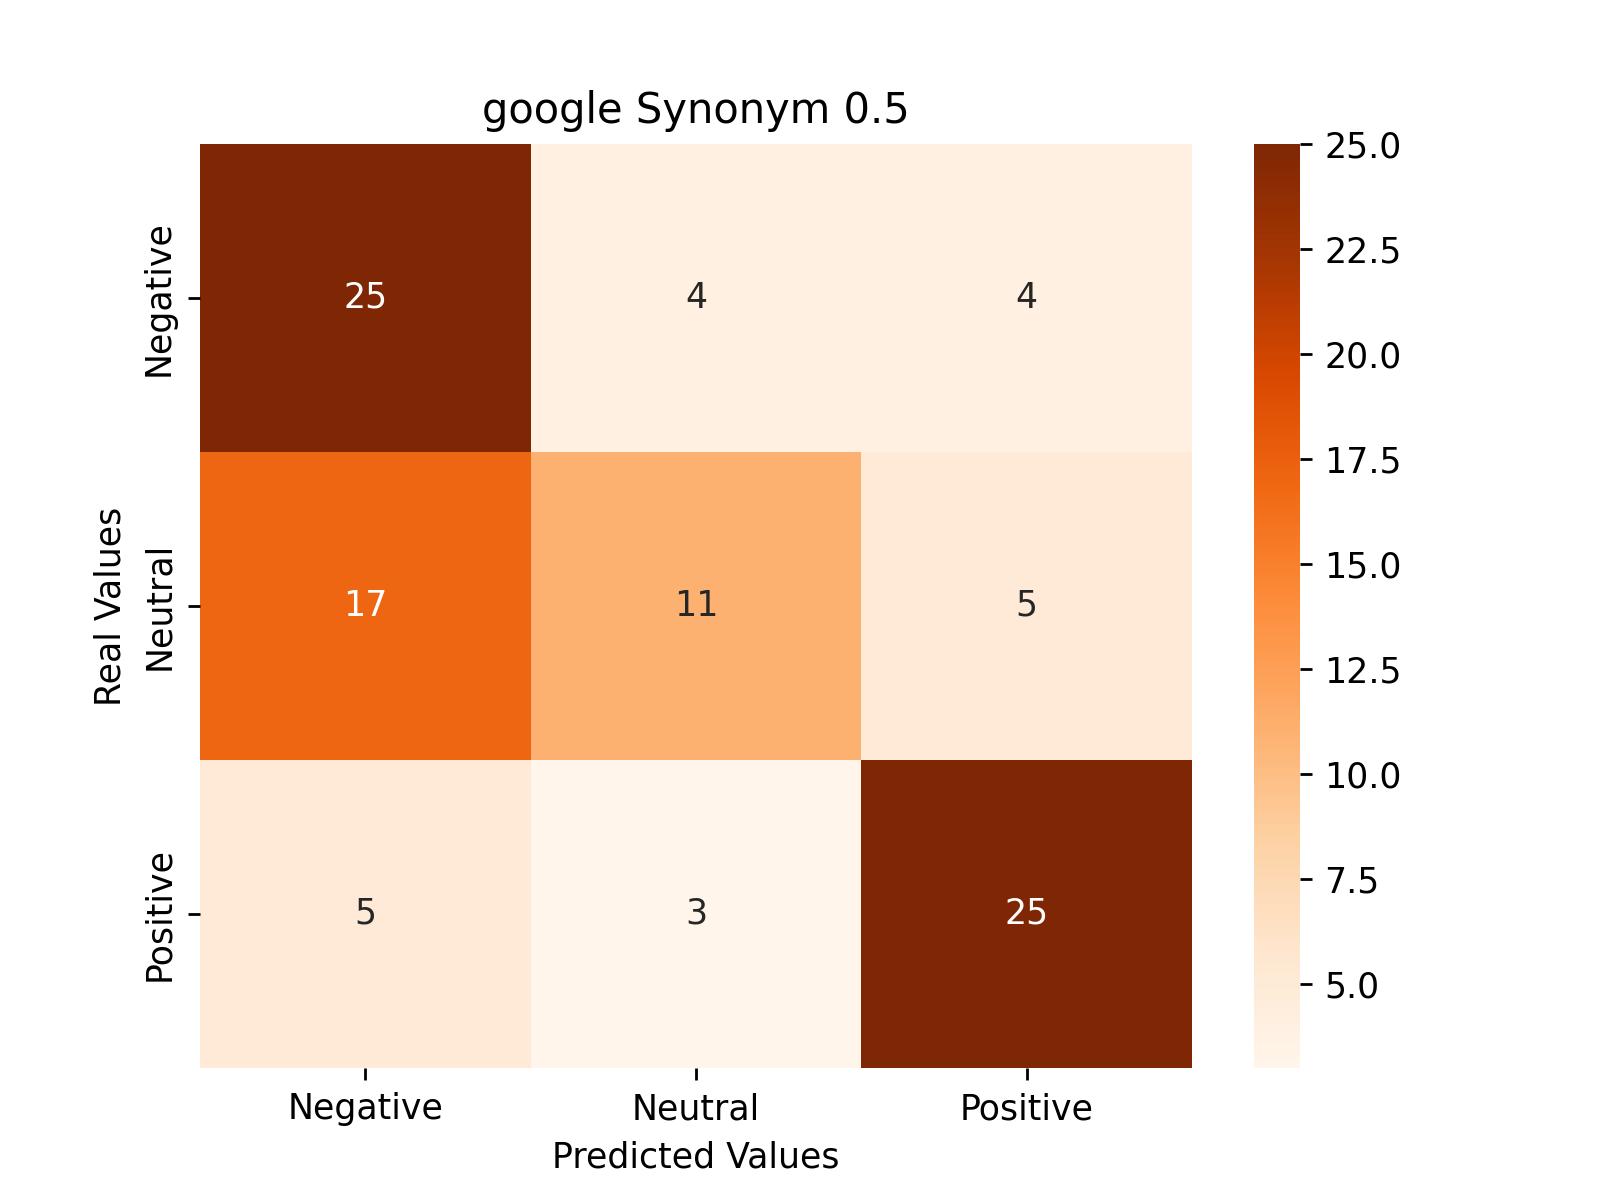 google Synonym 0.5
Real Values
Negative
25 4 4
Neutral
17 11 5
Positive
5 3 25
Negative Neutral Positive
Predicted Values
25.0
22.5
20.0
17.5
15.0
12.5
10.0
7.5
5.0